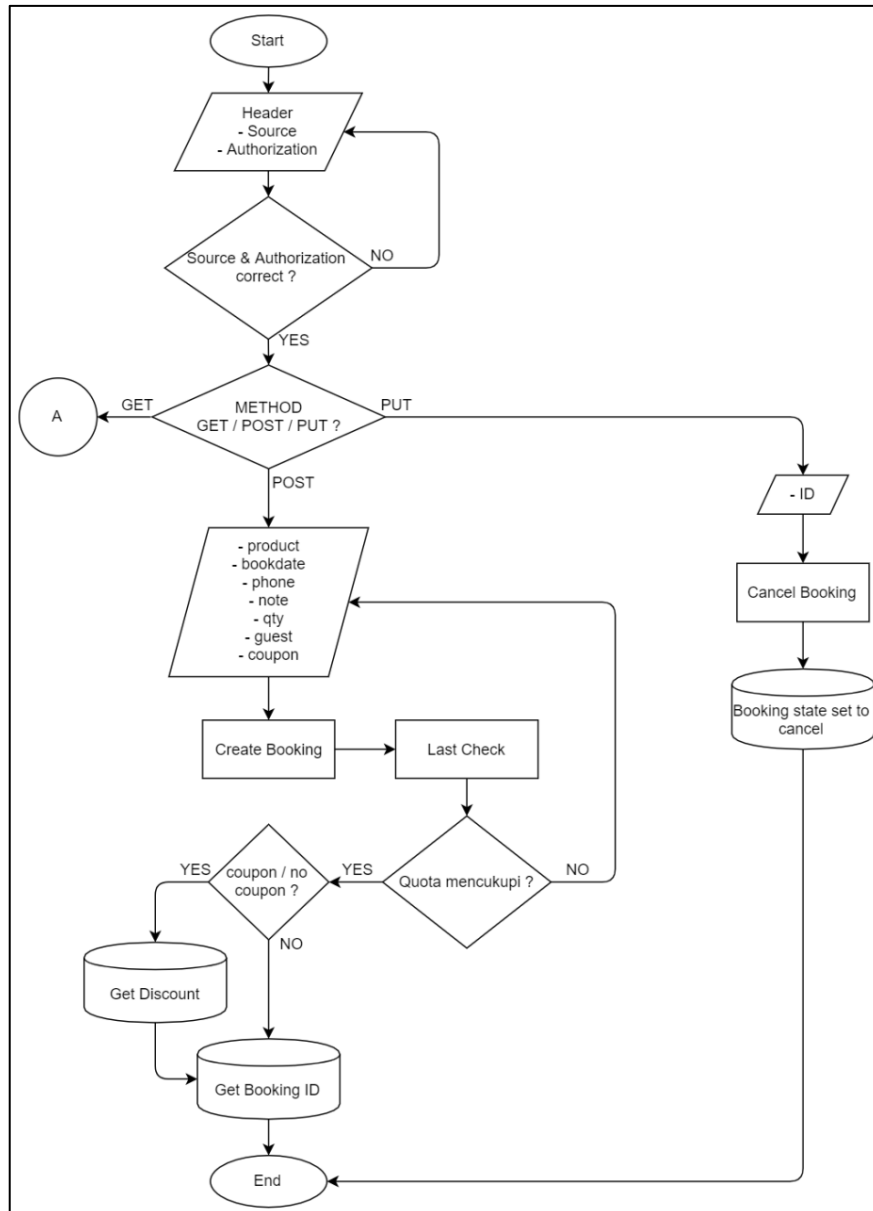 Start
Header
- Source
- Authorization
Source & Authorization
correct ?
NO
YES
METHOD
GET / POST / PUT ?
GET
A
PUT
POST
- ID
- product
- bookdate
- phone
- note
- qty
- guest
- coupon
Cancel Booking
Booking state set to
cancel
Create Booking
Last Check
Quota mencukupi ?
NO
YES
coupon / no
coupon ?
YES
NO
Get Discount
Get Booking ID
End